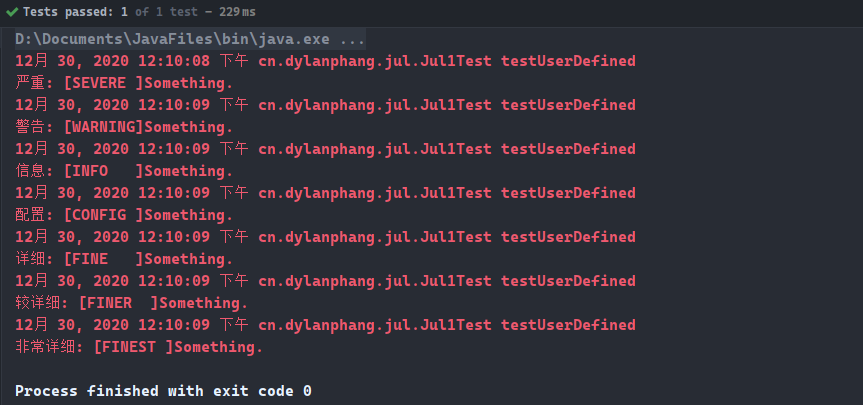 Tests passed: 1 of 1 test – 229 ms
D:\Documents\JavaFiles\bin\java.exe ...
12月 30, 2020 12:10:08 下午 cn.dylanphang.jul.Jul1Test testUserDefined
严重: [SEVERE ]Something.
12月 30, 2020 12:10:09 下午 cn.dylanphang.jul.Jul1Test testUserDefined
警告: [WARNING]Something.
12月 30, 2020 12:10:09 下午 cn.dylanphang.jul.Jul1Test testUserDefined
信息: [INFO   ]Something.
12月 30, 2020 12:10:09 下午 cn.dylanphang.jul.Jul1Test testUserDefined
配置: [CONFIG ]Something.
12月 30, 2020 12:10:09 下午 cn.dylanphang.jul.Jul1Test testUserDefined
详细: [FINE   ]Something.
12月 30, 2020 12:10:09 下午 cn.dylanphang.jul.Jul1Test testUserDefined
较详细: [FINER  ]Something.
12月 30, 2020 12:10:09 下午 cn.dylanphang.jul.Jul1Test testUserDefined
非常详细: [FINEST ]Something.
Process finished with exit code 0